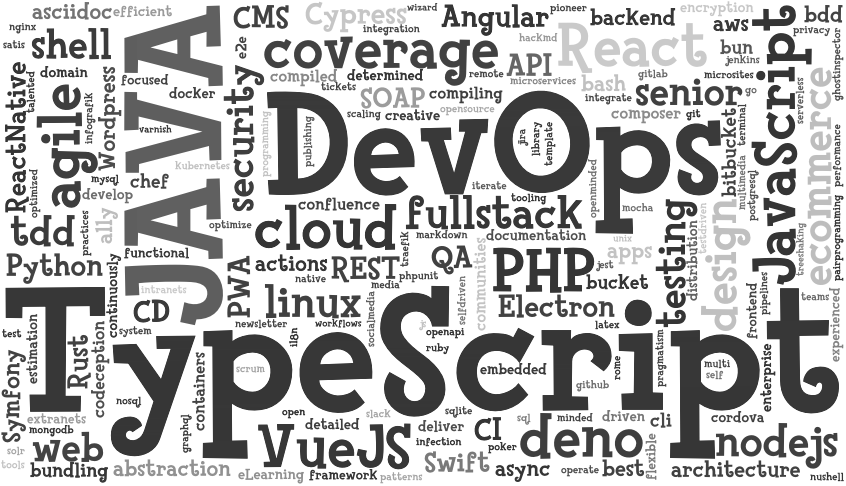 asciidoc
efficient
CMS
Cypress
wizard
Angular
pioneer
backend
encryption
aws
bdd
privacy
nginx
satis
shell
integration
hackmd
React
bun
jenkins
JavaScript
ghostinspector
domain
focused
JAVA
e2e
coverage
compiled
determined
tickets
remote
API
microservices
bash
gitlab
microsites
go
serverless
ecommerce
ReactNative
talented
agile
infografik
Wordpress
docker
security
programming
SOAP
compiling
scaling
creative
opensource
integrate
senior
composer
git
bitbucket
terminal
multimedia
postgresql
varnish
DevOps
publishing
jira
library
template
performance
pairprogramming
Kubernetes
mysql
chef
develop
optimized
iterate
tooling
openminded
mocha
testing
distribution
testdriven
design
treeshaking
tdd
practices
ally
optimize
confluence
fullstack
cloud
traefik
markdown
documentation
unix
apps
Python
functional
continuously
intranets
PWA
actions
native
REST
phpunit
media
QA
communities
PHP
jest
bucket
linux
socialmedia
selfdriven
Electron
frontend
pipelines
teams
experienced
CD
system
newsletter
workflows
i18n
js
openapi
ruby
latex
TypeScript
test
estimation
Symfony
Rust
codeception
nosql
containers
graphql
scrum
embedded
github
rome
pragmatism
multi
self
enterprise
extranets
mongodb
solr
tools
web
bundling
abstraction
open
detailed
slack
VueJS
eLearning
framework
patterns
deliver
sqlite
infection
Swift
CI
poker
sql
minded
driven
cli
cordova
deno
async
operate
best
flexible
nodejs
architecture
nushell